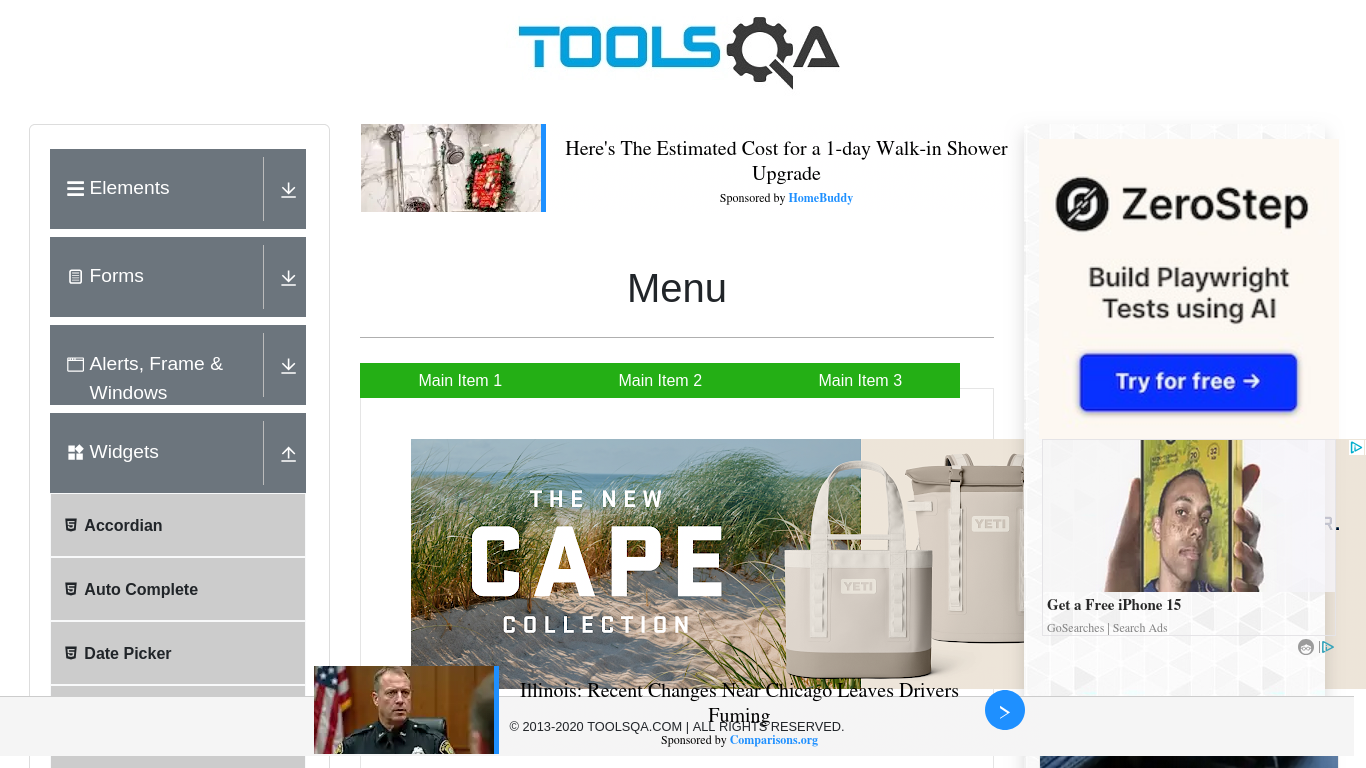 TOOLSQA
Elements
Forms
Alerts, Frame &
Windows
Widgets
Accordian
Auto Complete
Date Picker
Here's The Estimated Cost for a 1-day Walk-in Shower
Upgrade
Sponsored by HomeBuddy
Menu
Main Item 1
Main Item 2
Main Item 3
THE NEW
CAPE
COLLECTION
YETI
YETI
ZeroStep
Build Playwright
Tests using AI
Try for free →
R.
Get a Free iPhone 15
GoSearches | Search Ads
Illinois: Recent Changes Near Chicago Leaves Drivers
Fuming
Sponsored by Comparisons.org
© 2013-2020 TOOLSQA.COM | ALL RIGHTS RESERVED.